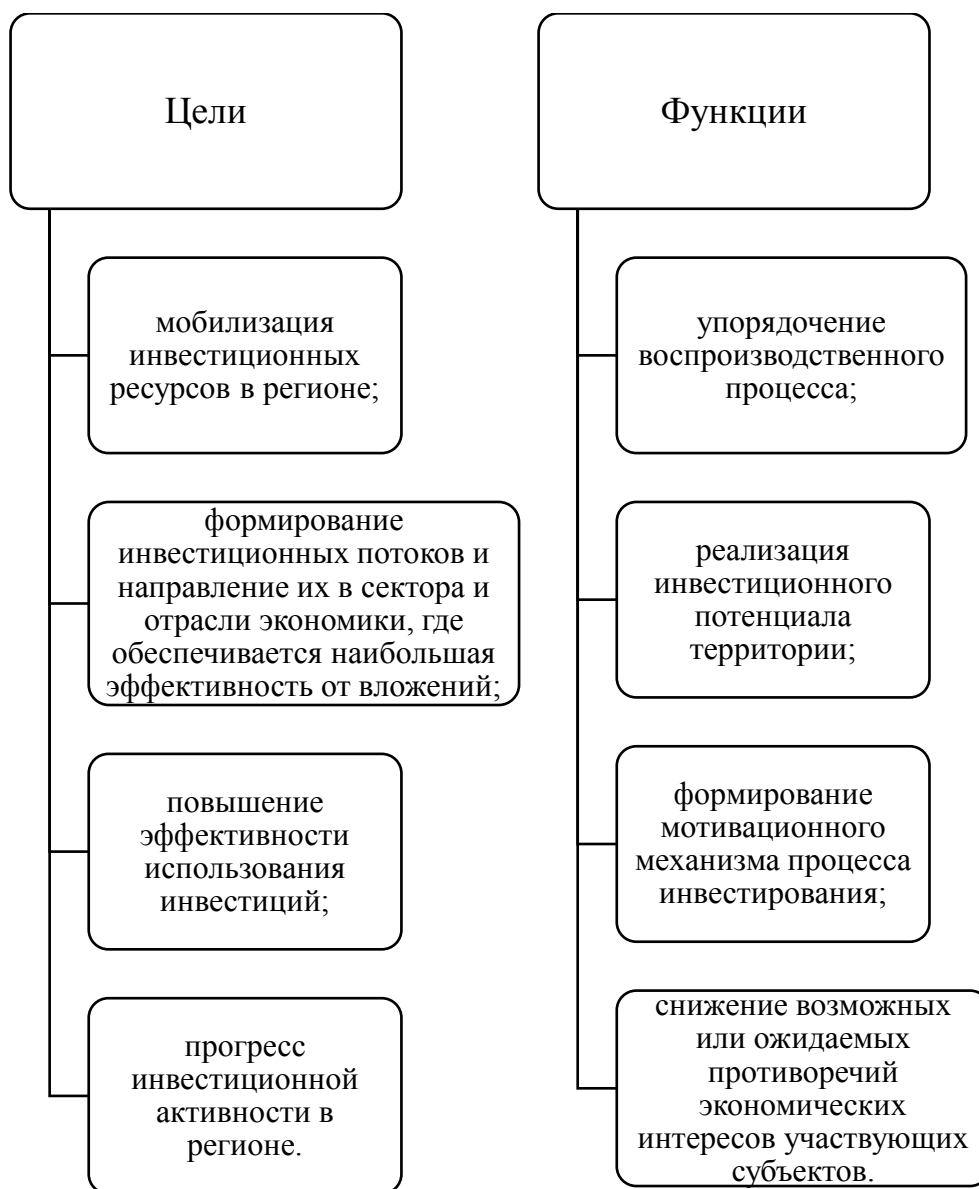 Цели
мобилизация
инвестиционных
ресурсов в регионе;
формирование
инвестиционных потоков и
направление их в сектора и
отрасли экономики, где
обеспечивается наибольшая
эффективность от вложений;
повышение
эффективности
использования
инвестиций;
прогресс
инвестиционной
активности в
регионе.
Функции
упорядочение
воспроизводственного
процесса;
реализация
инвестиционного
потенциала
территории;
формирование
мотивационного
механизма процесса
инвестирования;
снижение возможных
или ожидаемых
противоречий
экономических
интересов участвующих
субъектов.